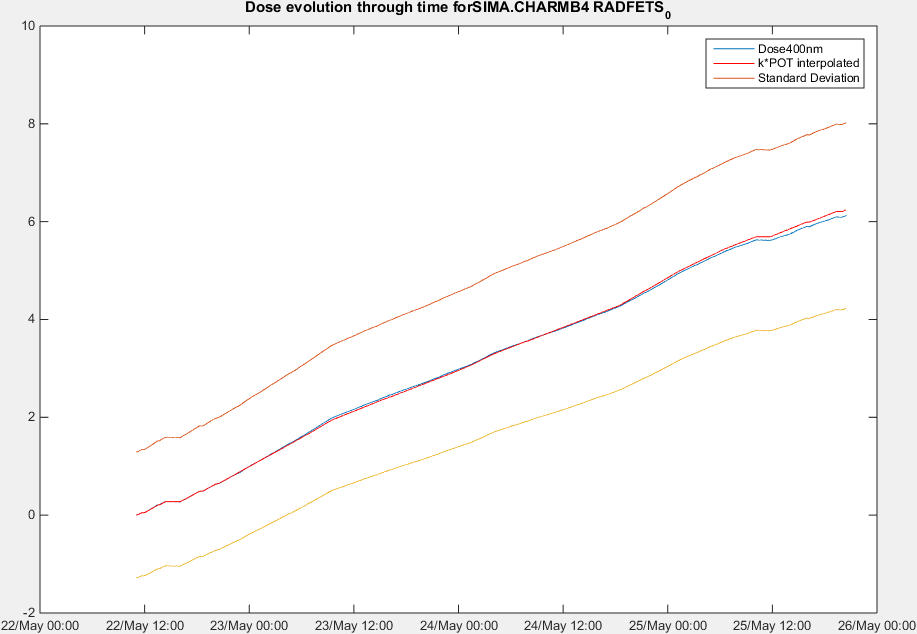 Dose evolution through time forSIMA.CHARMB4 RADFETS0
Dose400nm
k*POT interpolated
Standard Deviation
10
8
6
4
2
0
-2
22/May 00:00 22/May 12:00 23/May 00:00 23/May 12:00 24/May 00:00 24/May 12:00 25/May 00:00 25/May 12:00 26/May 00:00